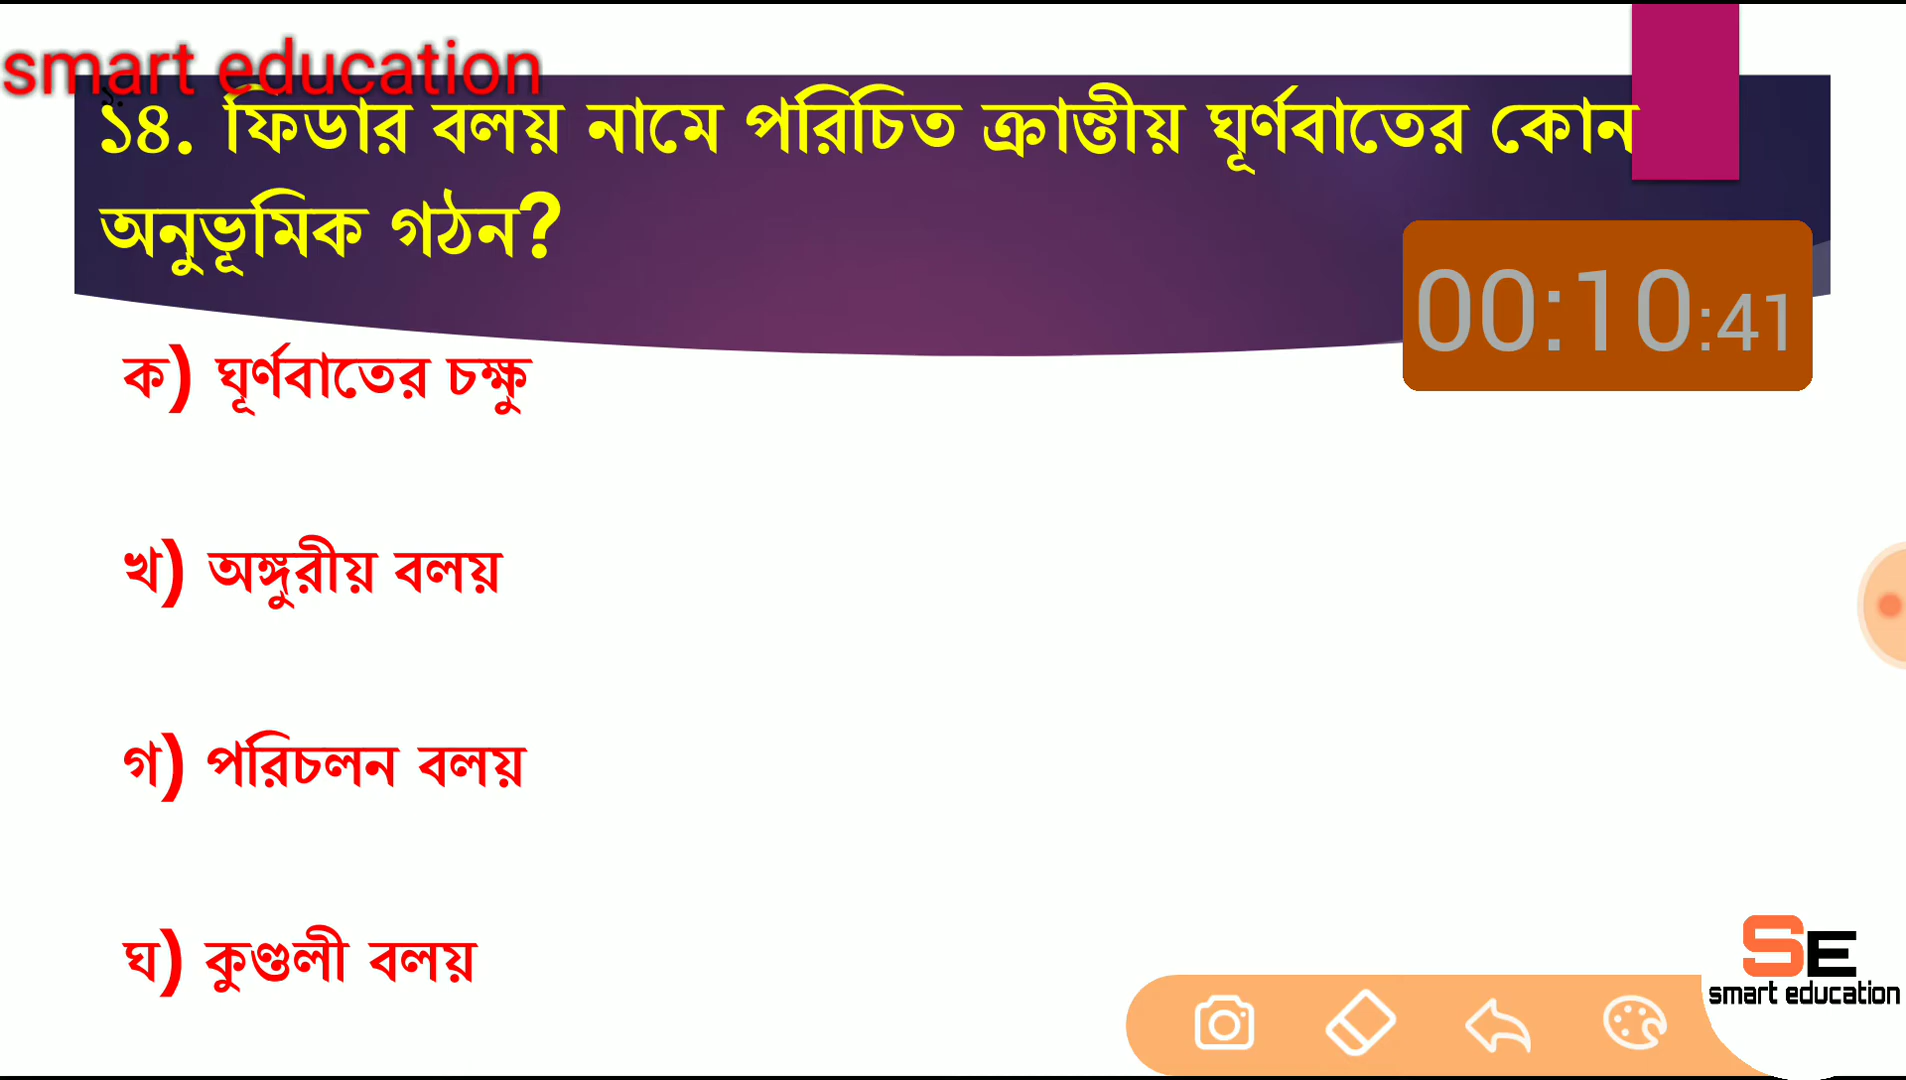 smart education
১৪. ফিডার বলয় নামে পরিচিত ক্রান্তীয় ঘূর্ণবাতের কোন
অনুভূমিক গঠন?
00:10:41
ক) ঘূর্ণবাতের চক্ষু
খ) অঙ্গুরীয় বলয়
গ) পরিচলন বলয়
ঘ) কুণ্ডলী বলয়
SE
smart education